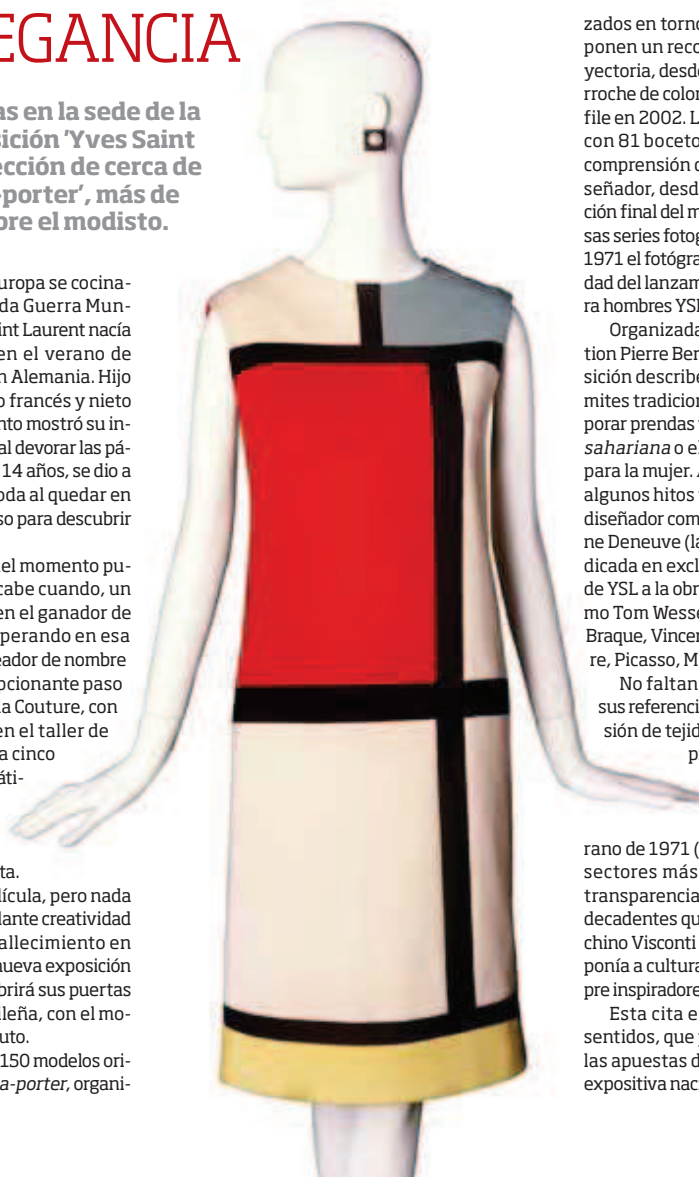 EGANCIA
as en la sede de la
sición ‘Yves Saint
ección de cerca de
-porter’, más de
bre el modisto.
uropa se cocina-
da Guerra Mun-
int Laurent nacía
en el verano de
n Alemania. Hijo
o francés y nieto
nto mostró su in-
al devorar las pá-
14 años, se dio a
oda al quedar en
so para descubrir
el momento pu-
cabe cuando, un
en el ganador de
perando en esa
eador de nombre
ocionante paso
a Couture, con
en el taller de
a cinco
áti-
ta.
lícula, pero nada
lante creatividad
allecimiento en
nueva exposición
brirá sus puertas
ileña, con el mo-
uto.
150 modelos ori-
a-porter, organi-
zados en torno
ponen un reco
yectoria, desde
rroche de color
file en 2002. L
con 81 boceto
comprensión d
señador, desd
ción final del m
sas series fotog
1971 el fotógra
dad del lanzam
ra hombres YSL
Organizada
tion Pierre Ber
sición describe
mites tradicion
porar prendas
sahariana o el
para la mujer. A
algunos hitos
diseñador com
ne Deneuve (la
dicada en excl
de YSL a la obr
mo Tom Wesse
Braque, Vincen
re, Picasso, M
No faltan
sus referenci
sión de tejid
p
rano de 1971 (
sectores más
transparencia
decadentes qu
chino Visconti
ponía a cultura
pre inspiradore
Esta cita e
sentidos, que
las apuestas d
expositiva naci